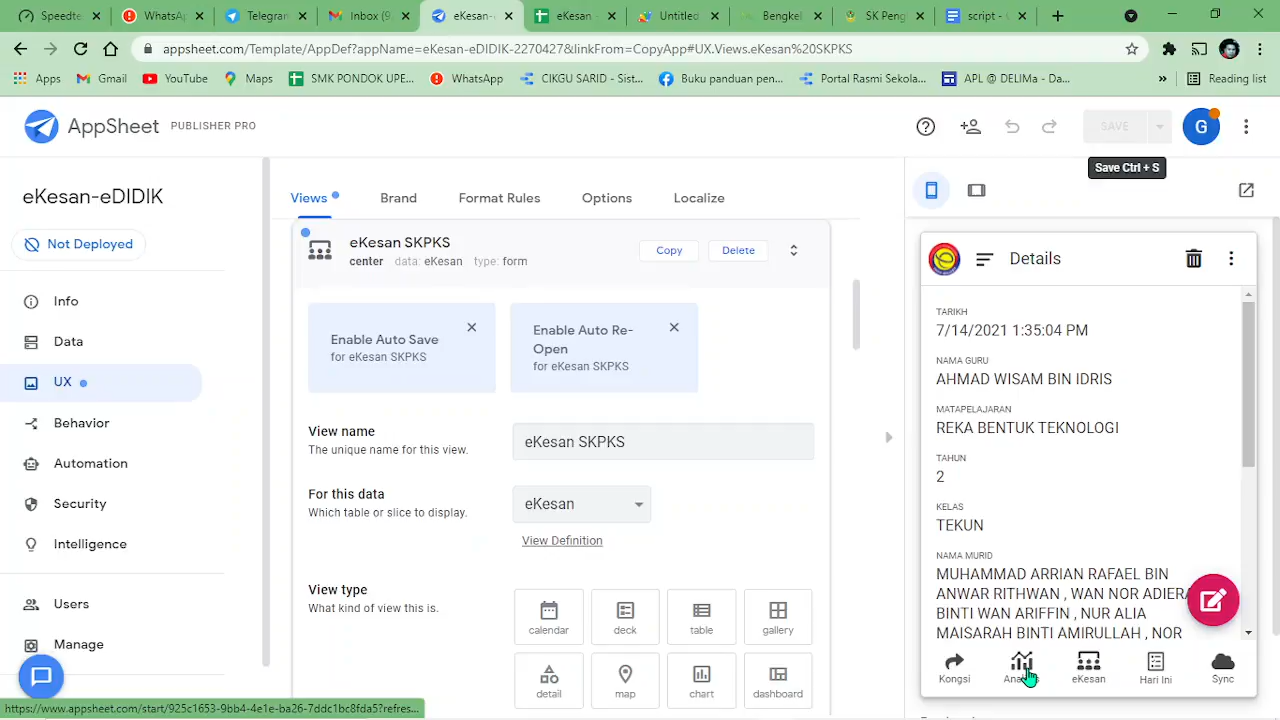 Speedte
WhatsA
Telegram
Inbox (9
eKesan-e
eKesan -
Untitled
Bengkel
SK Peng
script -
appsheet.com/Template/AppDef?appName=eKesan-eDIDIK-2270427&linkFrom=CopyApp#UX.Views.eKesan%20SKPKS
Apps
Gmail
YouTube
Maps
SMK PONDOK UPE...
WhatsApp
CIKGU SARID - Sist...
Buku panduan pen...
Portal Rasmi Sekola...
APL @ DELIMa - Da...
»
Reading list
AppSheet PUBLISHER PRO
SAVE
G
Save Ctrl + S
eKesan-eDIDIK
Not Deployed
Info
Data
UX
Behavior
Automation
Security
Intelligence
Users
Manage
Views
Brand
Format Rules
Options
Localize
eKesan SKPKS
center data: eKesan type: form
Copy
Delete
Enable Auto Save
for eKesan SKPKS
Enable Auto Re-
Open
for eKesan SKPKS
View name
The unique name for this view.
eKesan SKPKS
For this data
Which table or slice to display.
eKesan
View Definition
View type
What kind of view this is.
calendar
deck
table
gallery
detail
map
chart
dashboard
Details
TARIKH
7/14/2021 1:35:04 PM
NAMA GURU
AHMAD WISAM BIN IDRIS
MATAPELAJARAN
REKA BENTUK TEKNOLOGI
TAHUN
2
KELAS
TEKUN
NAMA MURID
MUHAMMAD ARRIAN RAFAEL BIN
ANWAR RITHWAN , WAN NOR ADIERA
BINTI WAN ARIFFIN , NUR ALIA
MAISARAH BINTI AMIRULLAH , NOR
Kongsi
eKesan
Hari Ini
Sync
https://www.appsheet.com/start/925c1653-9bb4-4e1e-ba26-7ddc1bc8fda5?refres...